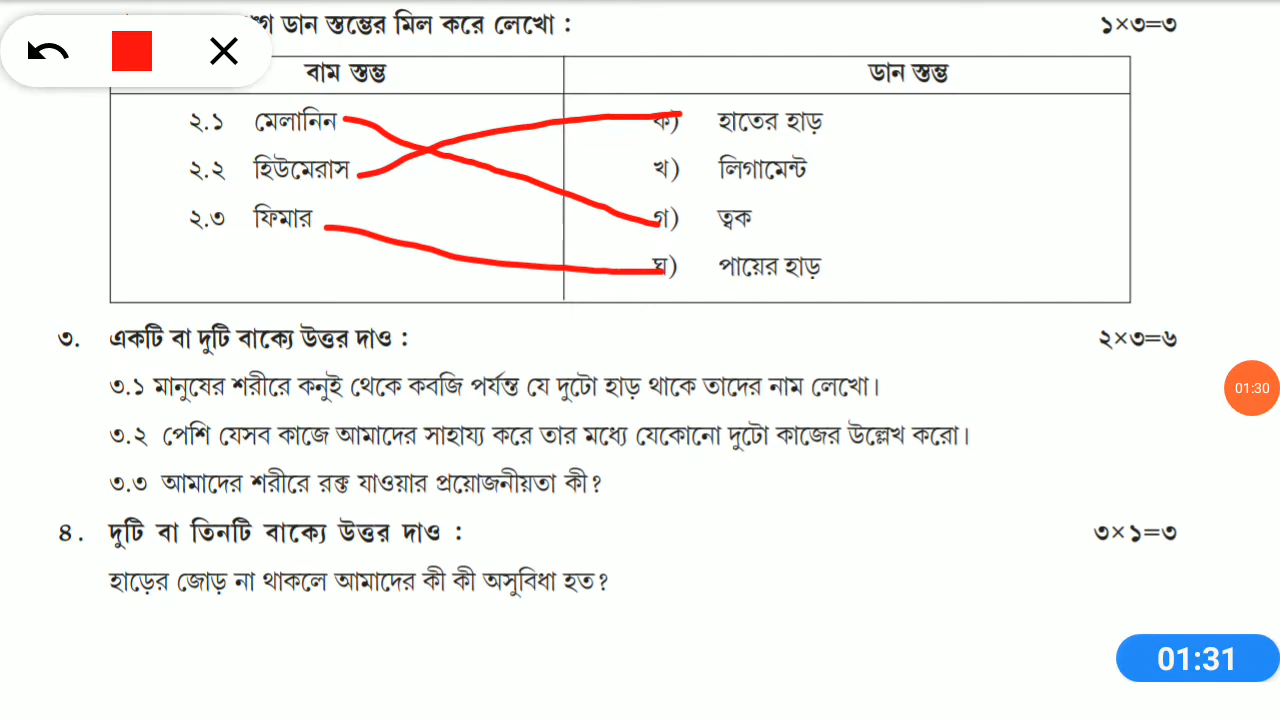 ডান স্তম্ভের মিল করে লেখো : ১×৩=৩
বাম স্তম্ভ ডান স্তম্ভ
২.১ মেলানিন ক) হাতের হাড়
২.২ হিউমেরাস খ) লিগামেন্ট
২.৩ ফিমার গ) ত্বক
ঘ) পায়ের হাড়
৩. একটি বা দুটি বাক্যে উত্তর দাও : ২×৩=৬
৩.১ মানুষের শরীরে কনুই থেকে কবজি পর্যন্ত যে দুটো হাড় থাকে তাদের নাম লেখো।
01:30
৩.২ পেশি যেসব কাজে আমাদের সাহায্য করে তার মধ্যে যেকোনো দুটো কাজের উল্লেখ করো।
৩.৩ আমাদের শরীরে রক্ত যাওয়ার প্রয়োজনীয়তা কী?
৪. দুটি বা তিনটি বাক্যে উত্তর দাও : ৩×১=৩
হাড়ের জোড় না থাকলে আমাদের কী কী অসুবিধা হত?
01:31